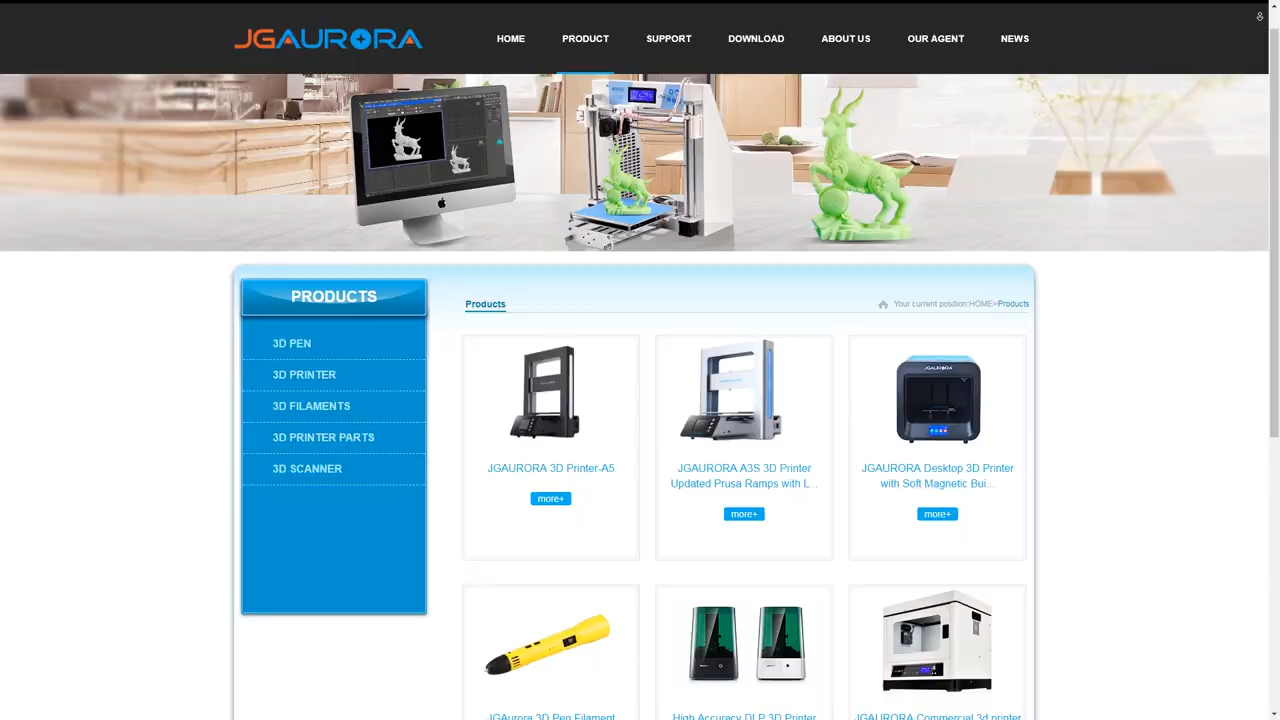 JGAURORA
HOME PRODUCT SUPPORT DOWNLOAD ABOUT US OUR AGENT NEWS
PRODUCTS
3D PEN
3D PRINTER
3D FILAMENTS
3D PRINTER PARTS
3D SCANNER
Products
Your current position:HOME>Products
JGAURORA 3D Printer-A5
more+
JGAURORA A3S 3D Printer
Updated Prusa Ramps with L...
more+
JGAURORA
JGAURORA Desktop 3D Printer
with Soft Magnetic Bui...
more+
JGAurora 3D Pen Filament
High Accuracy DLP 3D Printer
JGAURORA Commercial 3d printer